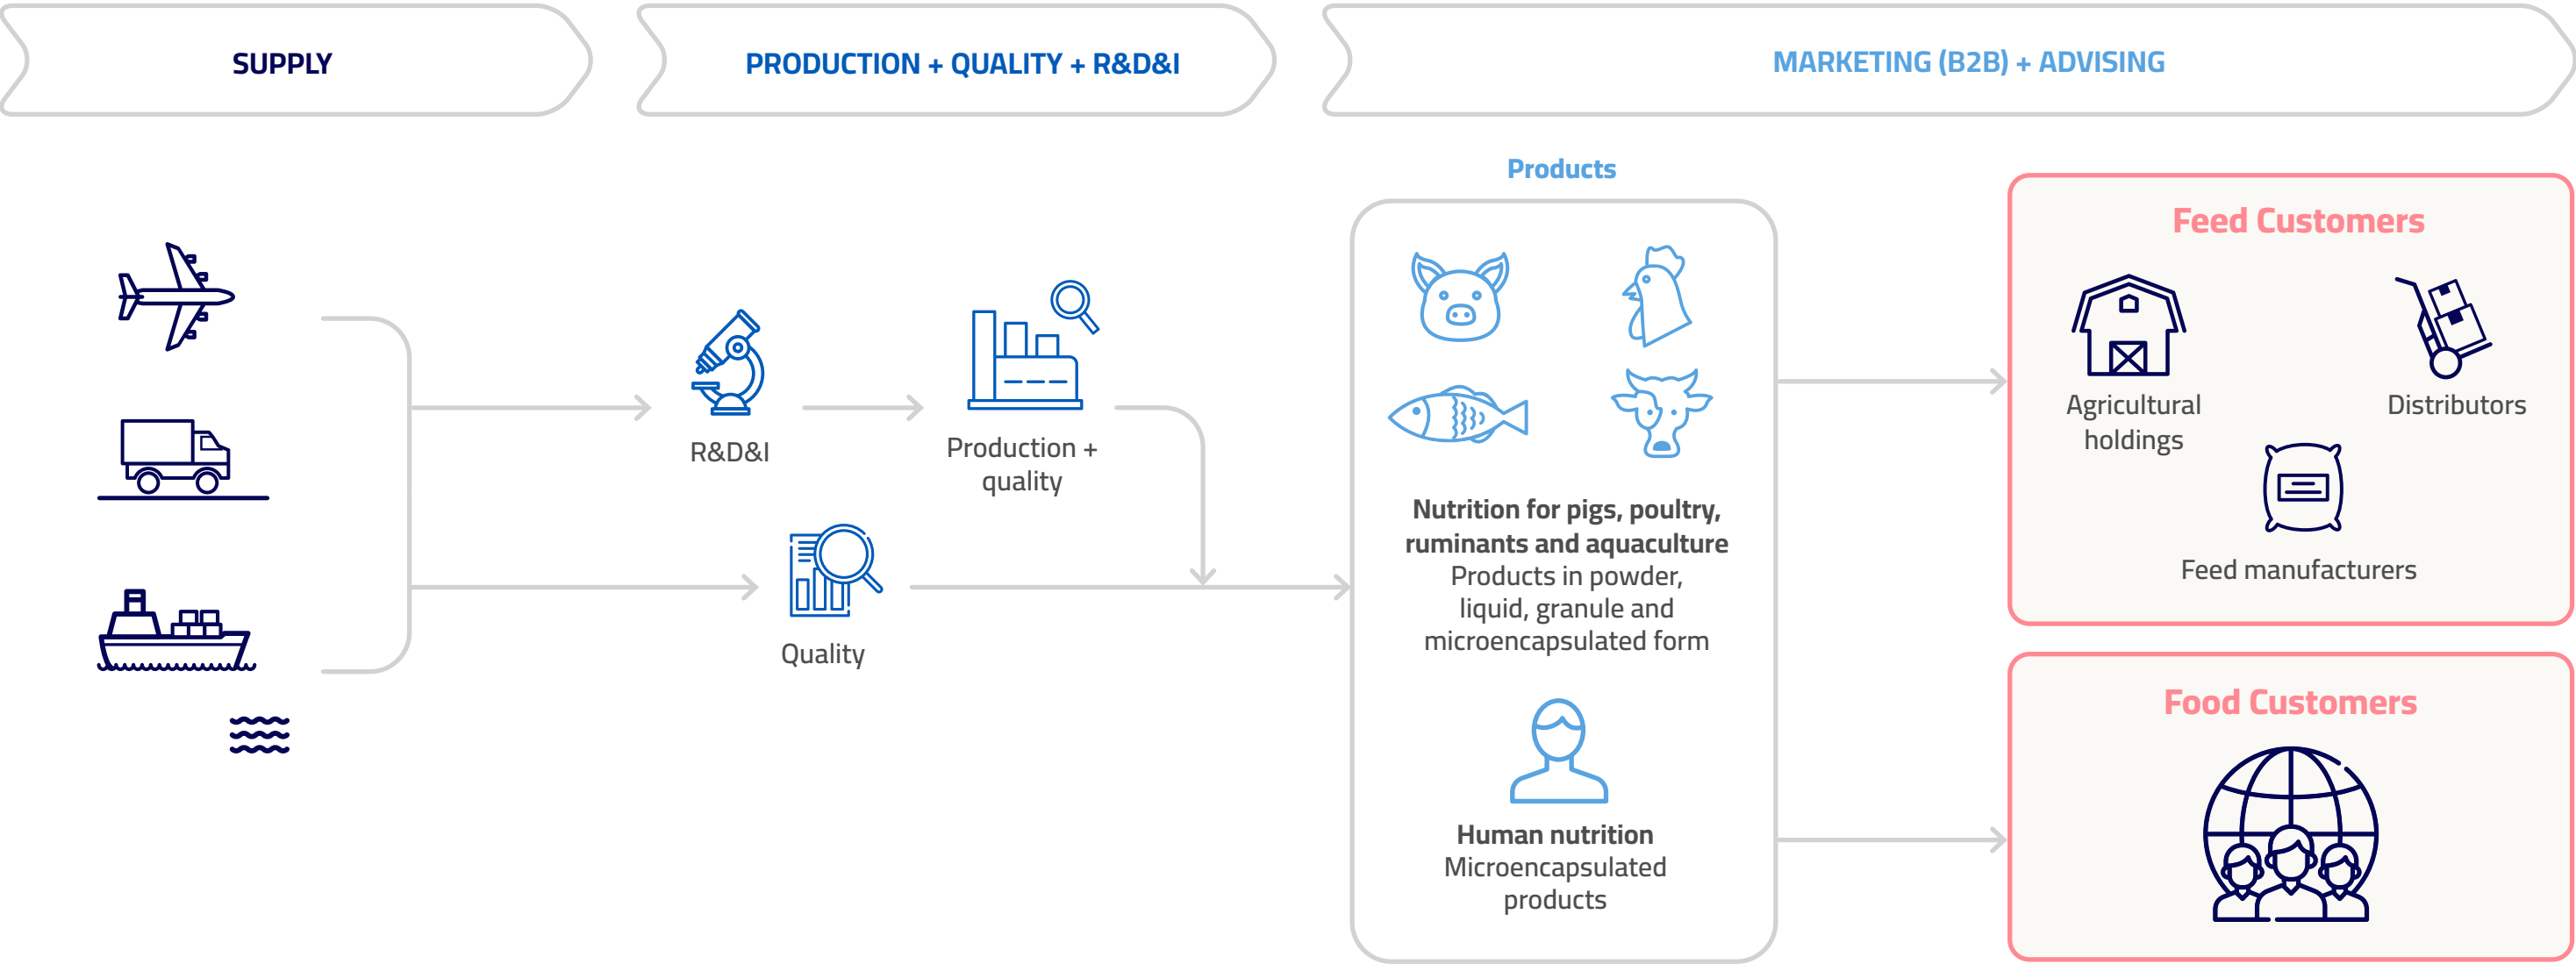 SUPPLY
PRODUCTION + QUALITY + R&D&I
MARKETING (B2B) + ADVISING
R&D&I
Production +
quality
Quality
Products
Nutrition for pigs, poultry,
ruminants and aquaculture
Products in powder,
liquid, granule and
microencapsulated form
Human nutrition
Microencapsulated
products
Feed Customers
Agricultural
holdings
Distributors
Feed manufacturers
Food Customers